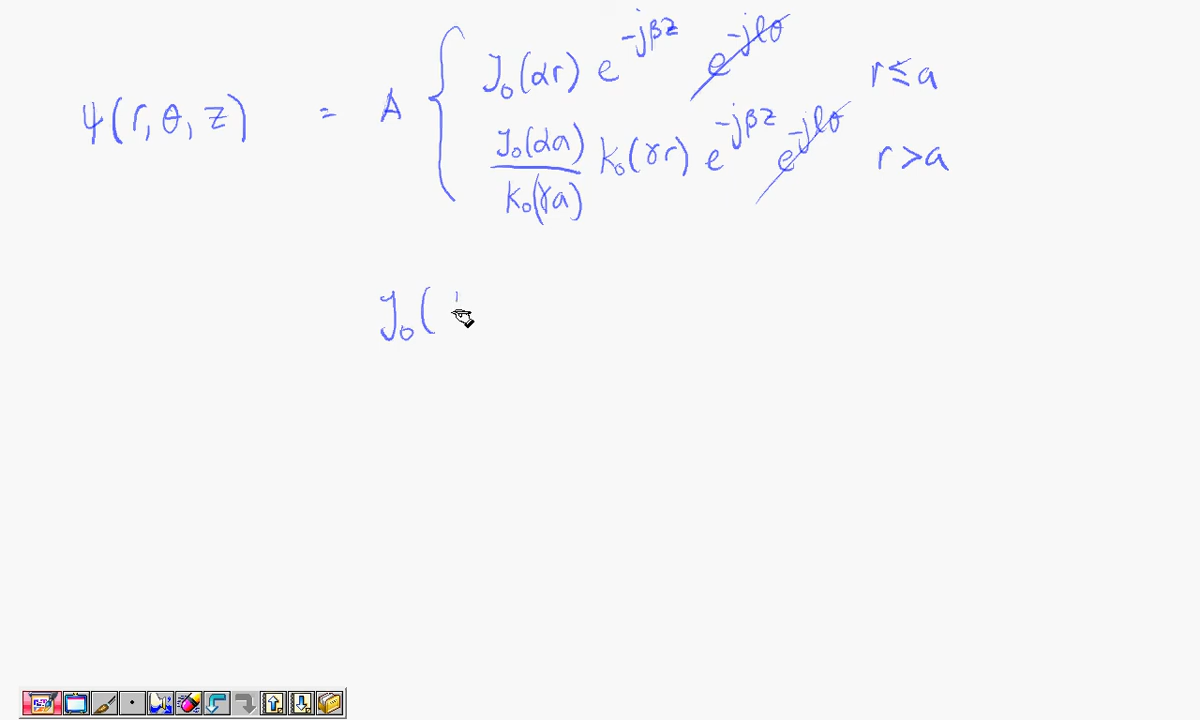 ψ(r, θ, z) = A { J₀(αr) e^{-jβz} e^{-jlθ} r ≤ a
J₀(αa)/K₀(γa) K₀(γr) e^{-jβz} e^{-jlθ} r > a
J₀(